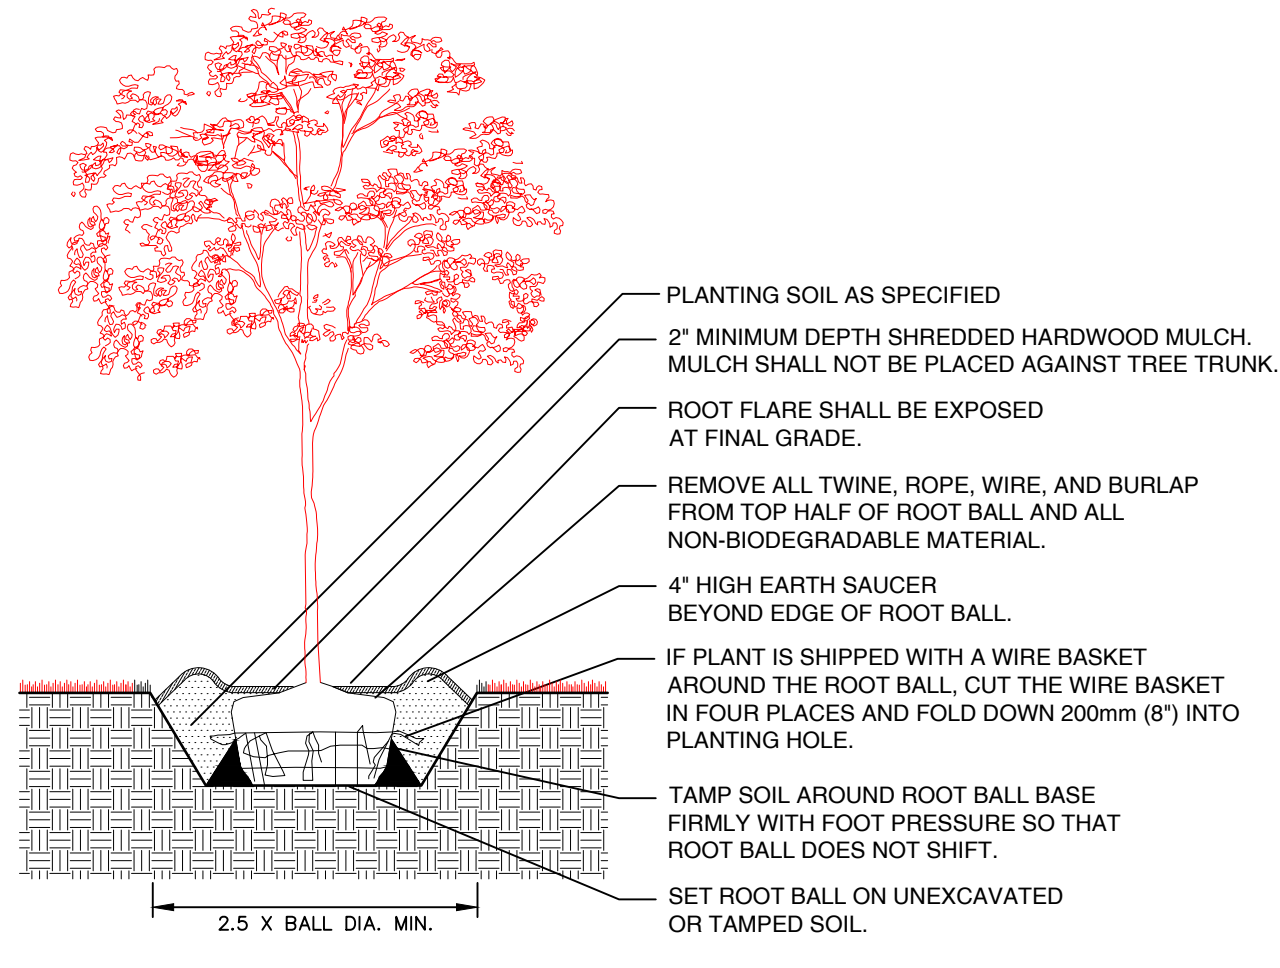 PLANTING SOIL AS SPECIFIED
2" MINIMUM DEPTH SHREDDED HARDWOOD MULCH.
MULCH SHALL NOT BE PLACED AGAINST TREE TRUNK.
ROOT FLARE SHALL BE EXPOSED
AT FINAL GRADE.
REMOVE ALL TWINE, ROPE, WIRE, AND BURLAP
FROM TOP HALF OF ROOT BALL AND ALL
NON-BIODEGRADABLE MATERIAL.
4" HIGH EARTH SAUCER
BEYOND EDGE OF ROOT BALL.
IF PLANT IS SHIPPED WITH A WIRE BASKET
AROUND THE ROOT BALL, CUT THE WIRE BASKET
IN FOUR PLACES AND FOLD DOWN 200mm (8") INTO
PLANTING HOLE.
TAMP SOIL AROUND ROOT BALL BASE
FIRMLY WITH FOOT PRESSURE SO THAT
ROOT BALL DOES NOT SHIFT.
SET ROOT BALL ON UNEXCAVATED
OR TAMPED SOIL.
2.5 X BALL DIA. MIN.